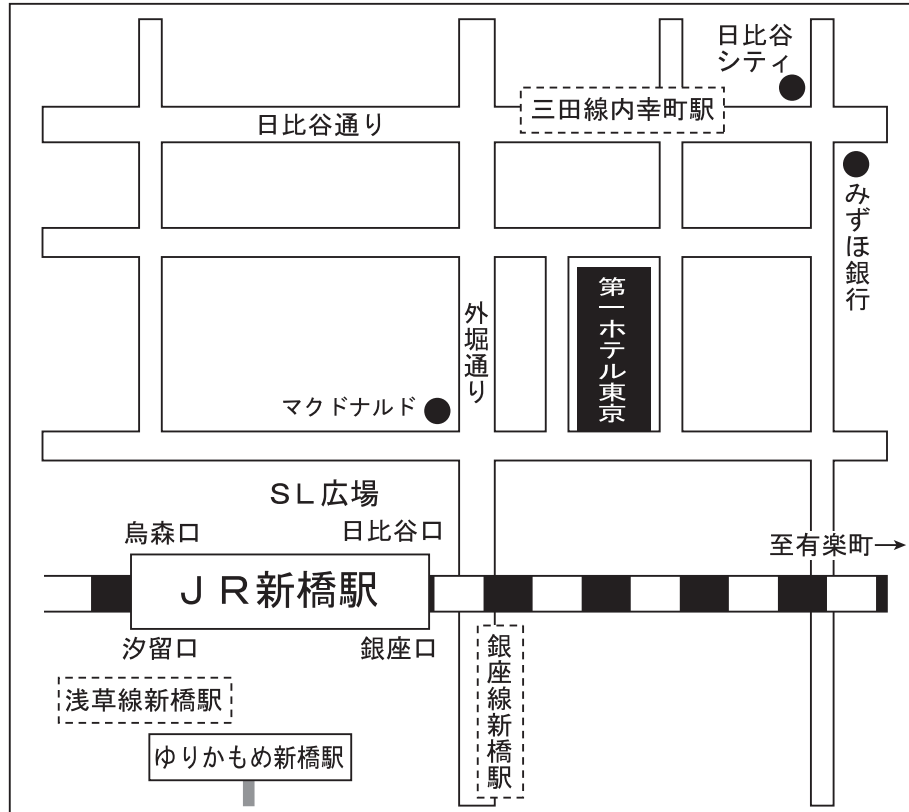 日比谷
シティ
三田線内幸町駅
日比谷通り
みずほ銀行
第一ホテル東京
外堀通り
マクドナルド
SL広場
烏森口
日比谷口
至有楽町→
JR新橋駅
汐留口
銀座口
銀座線新橋駅
浅草線新橋駅
ゆりかもめ新橋駅